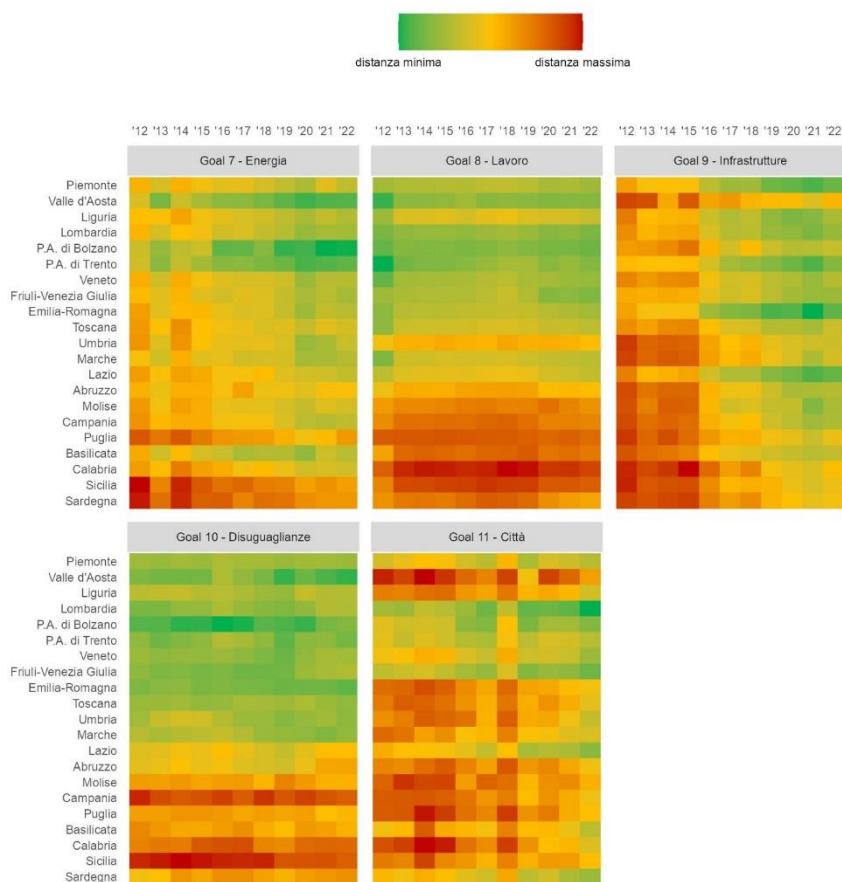 distanza minima distanza massima
'12 '13 '14 '15 '16 '17 '18 '19 '20 '21 '22 '12 '13 '14 '15 '16 '17 '18 '19 '20 '21 '22 '12 '13 '14 '15 '16 '17 '18 '19 '20 '21 '22
Goal 7 - Energia Goal 8 - Lavoro Goal 9 - Infrastrutture
Piemonte
Valle d'Aosta
Liguria
Lombardia
P.A. di Bolzano
P.A. di Trento
Veneto
Friuli-Venezia Giulia
Emilia-Romagna
Toscana
Umbria
Marche
Lazio
Abruzzo
Molise
Campania
Puglia
Basilicata
Calabria
Sicilia
Sardegna
Goal 10 - Disuguaglianze Goal 11 - Città
Piemonte
Valle d'Aosta
Liguria
Lombardia
P.A. di Bolzano
P.A. di Trento
Veneto
Friuli-Venezia Giulia
Emilia-Romagna
Toscana
Umbria
Marche
Lazio
Abruzzo
Molise
Campania
Puglia
Basilicata
Calabria
Sicilia
Sardegna